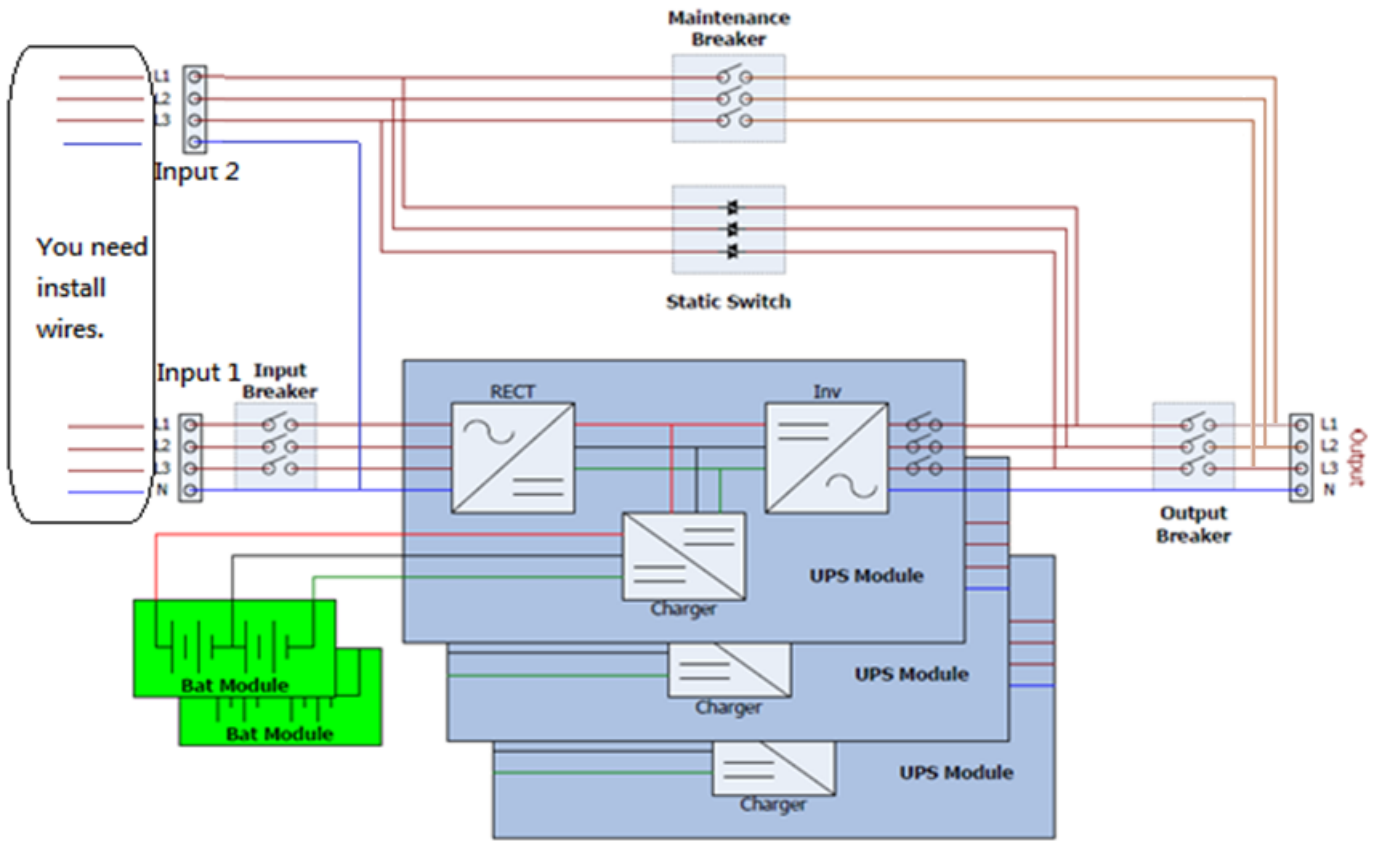 Maintenance
Breaker
L1
L2
L3
Input 2
You need
install
wires.
Static Switch
Input 1
Input
Breaker
RECT
Inv
L1
L2
L3
N
L1
L2
L3
N
Output
Output
Breaker
UPS Module
Charger
Bat Module
UPS Module
Charger
Bat Module
UPS Module
Charger